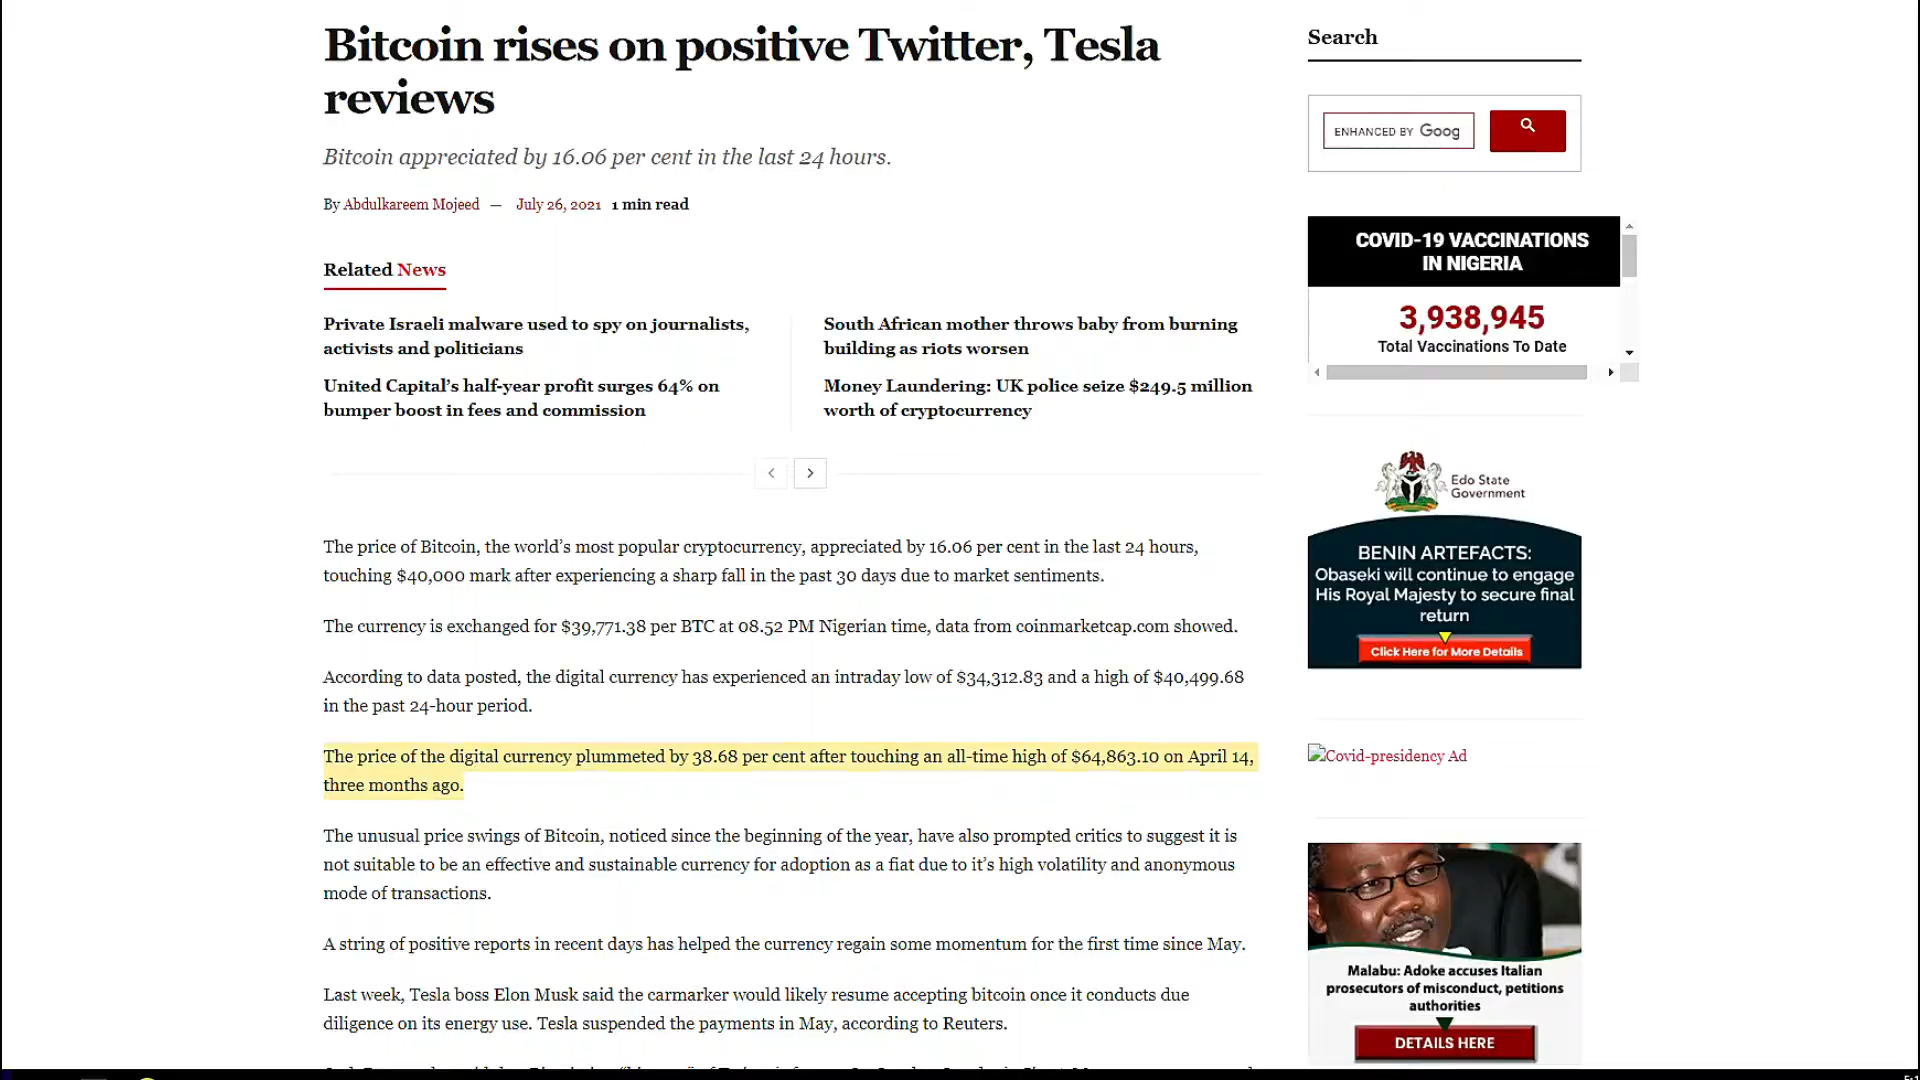 Bitcoin rises on positive Twitter, Tesla
reviews
Bitcoin appreciated by 16.06 per cent in the last 24 hours.
By Abdulkareem Mojeed — July 26, 2021 1 min read
Related News
Private Israeli malware used to spy on journalists,
activists and politicians
United Capital’s half-year profit surges 64% on
bumper boost in fees and commission
South African mother throws baby from burning
building as riots worsen
Money Laundering: UK police seize $249.5 million
worth of cryptocurrency
The price of Bitcoin, the world’s most popular cryptocurrency, appreciated by 16.06 per cent in the last 24 hours,
touching $40,000 mark after experiencing a sharp fall in the past 30 days due to market sentiments.
The currency is exchanged for $39,771.38 per BTC at 08.52 PM Nigerian time, data from coinmarketcap.com showed.
According to data posted, the digital currency has experienced an intraday low of $34,312.83 and a high of $40,499.68
in the past 24-hour period.
The price of the digital currency plummeted by 38.68 per cent after touching an all-time high of $64,863.10 on April 14,
three months ago.
The unusual price swings of Bitcoin, noticed since the beginning of the year, have also prompted critics to suggest it is
not suitable to be an effective and sustainable currency for adoption as a fiat due to it’s high volatility and anonymous
mode of transactions.
A string of positive reports in recent days has helped the currency regain some momentum for the first time since May.
Last week, Tesla boss Elon Musk said the carmarker would likely resume accepting bitcoin once it conducts due
diligence on its energy use. Tesla suspended the payments in May, according to Reuters.
Search
ENHANCED BY Goog
COVID-19 VACCINATIONS
IN NIGERIA
3,938,945
Total Vaccinations To Date
Edo State
Government
BENIN ARTEFACTS:
Obaseki will continue to engage
His Royal Majesty to secure final
return
Click Here for More Details
Covid-presidency Ad
Malabu: Adoke accuses Italian
prosecutors of misconduct, petitions
authorities
DETAILS HERE